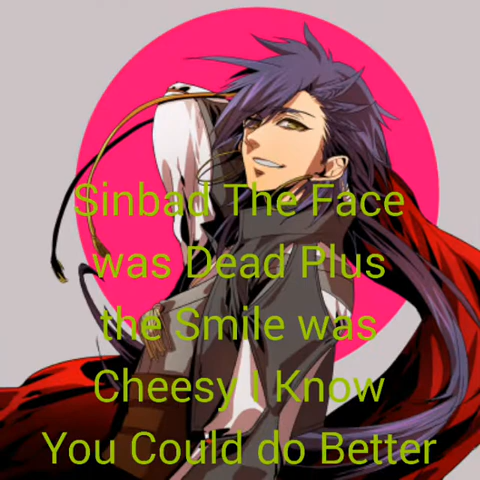 Sinbad The Face
was Dead Plus
the Smile was
Cheesy I Know
You Could do Better